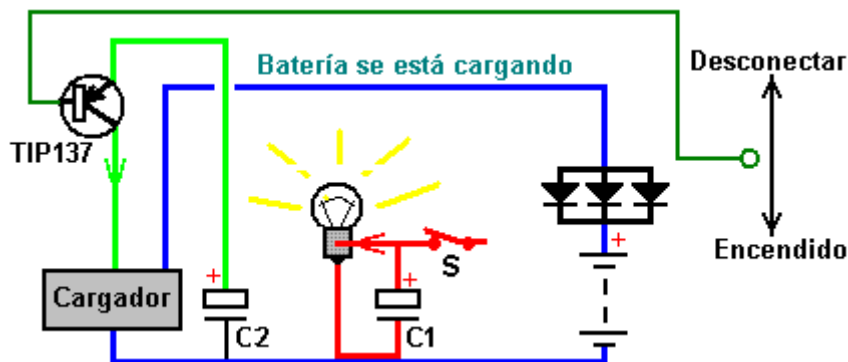 Batería se está cargando
Desconectar
TIP137
Encendido
S
Cargador
+
+
+
C2
C1